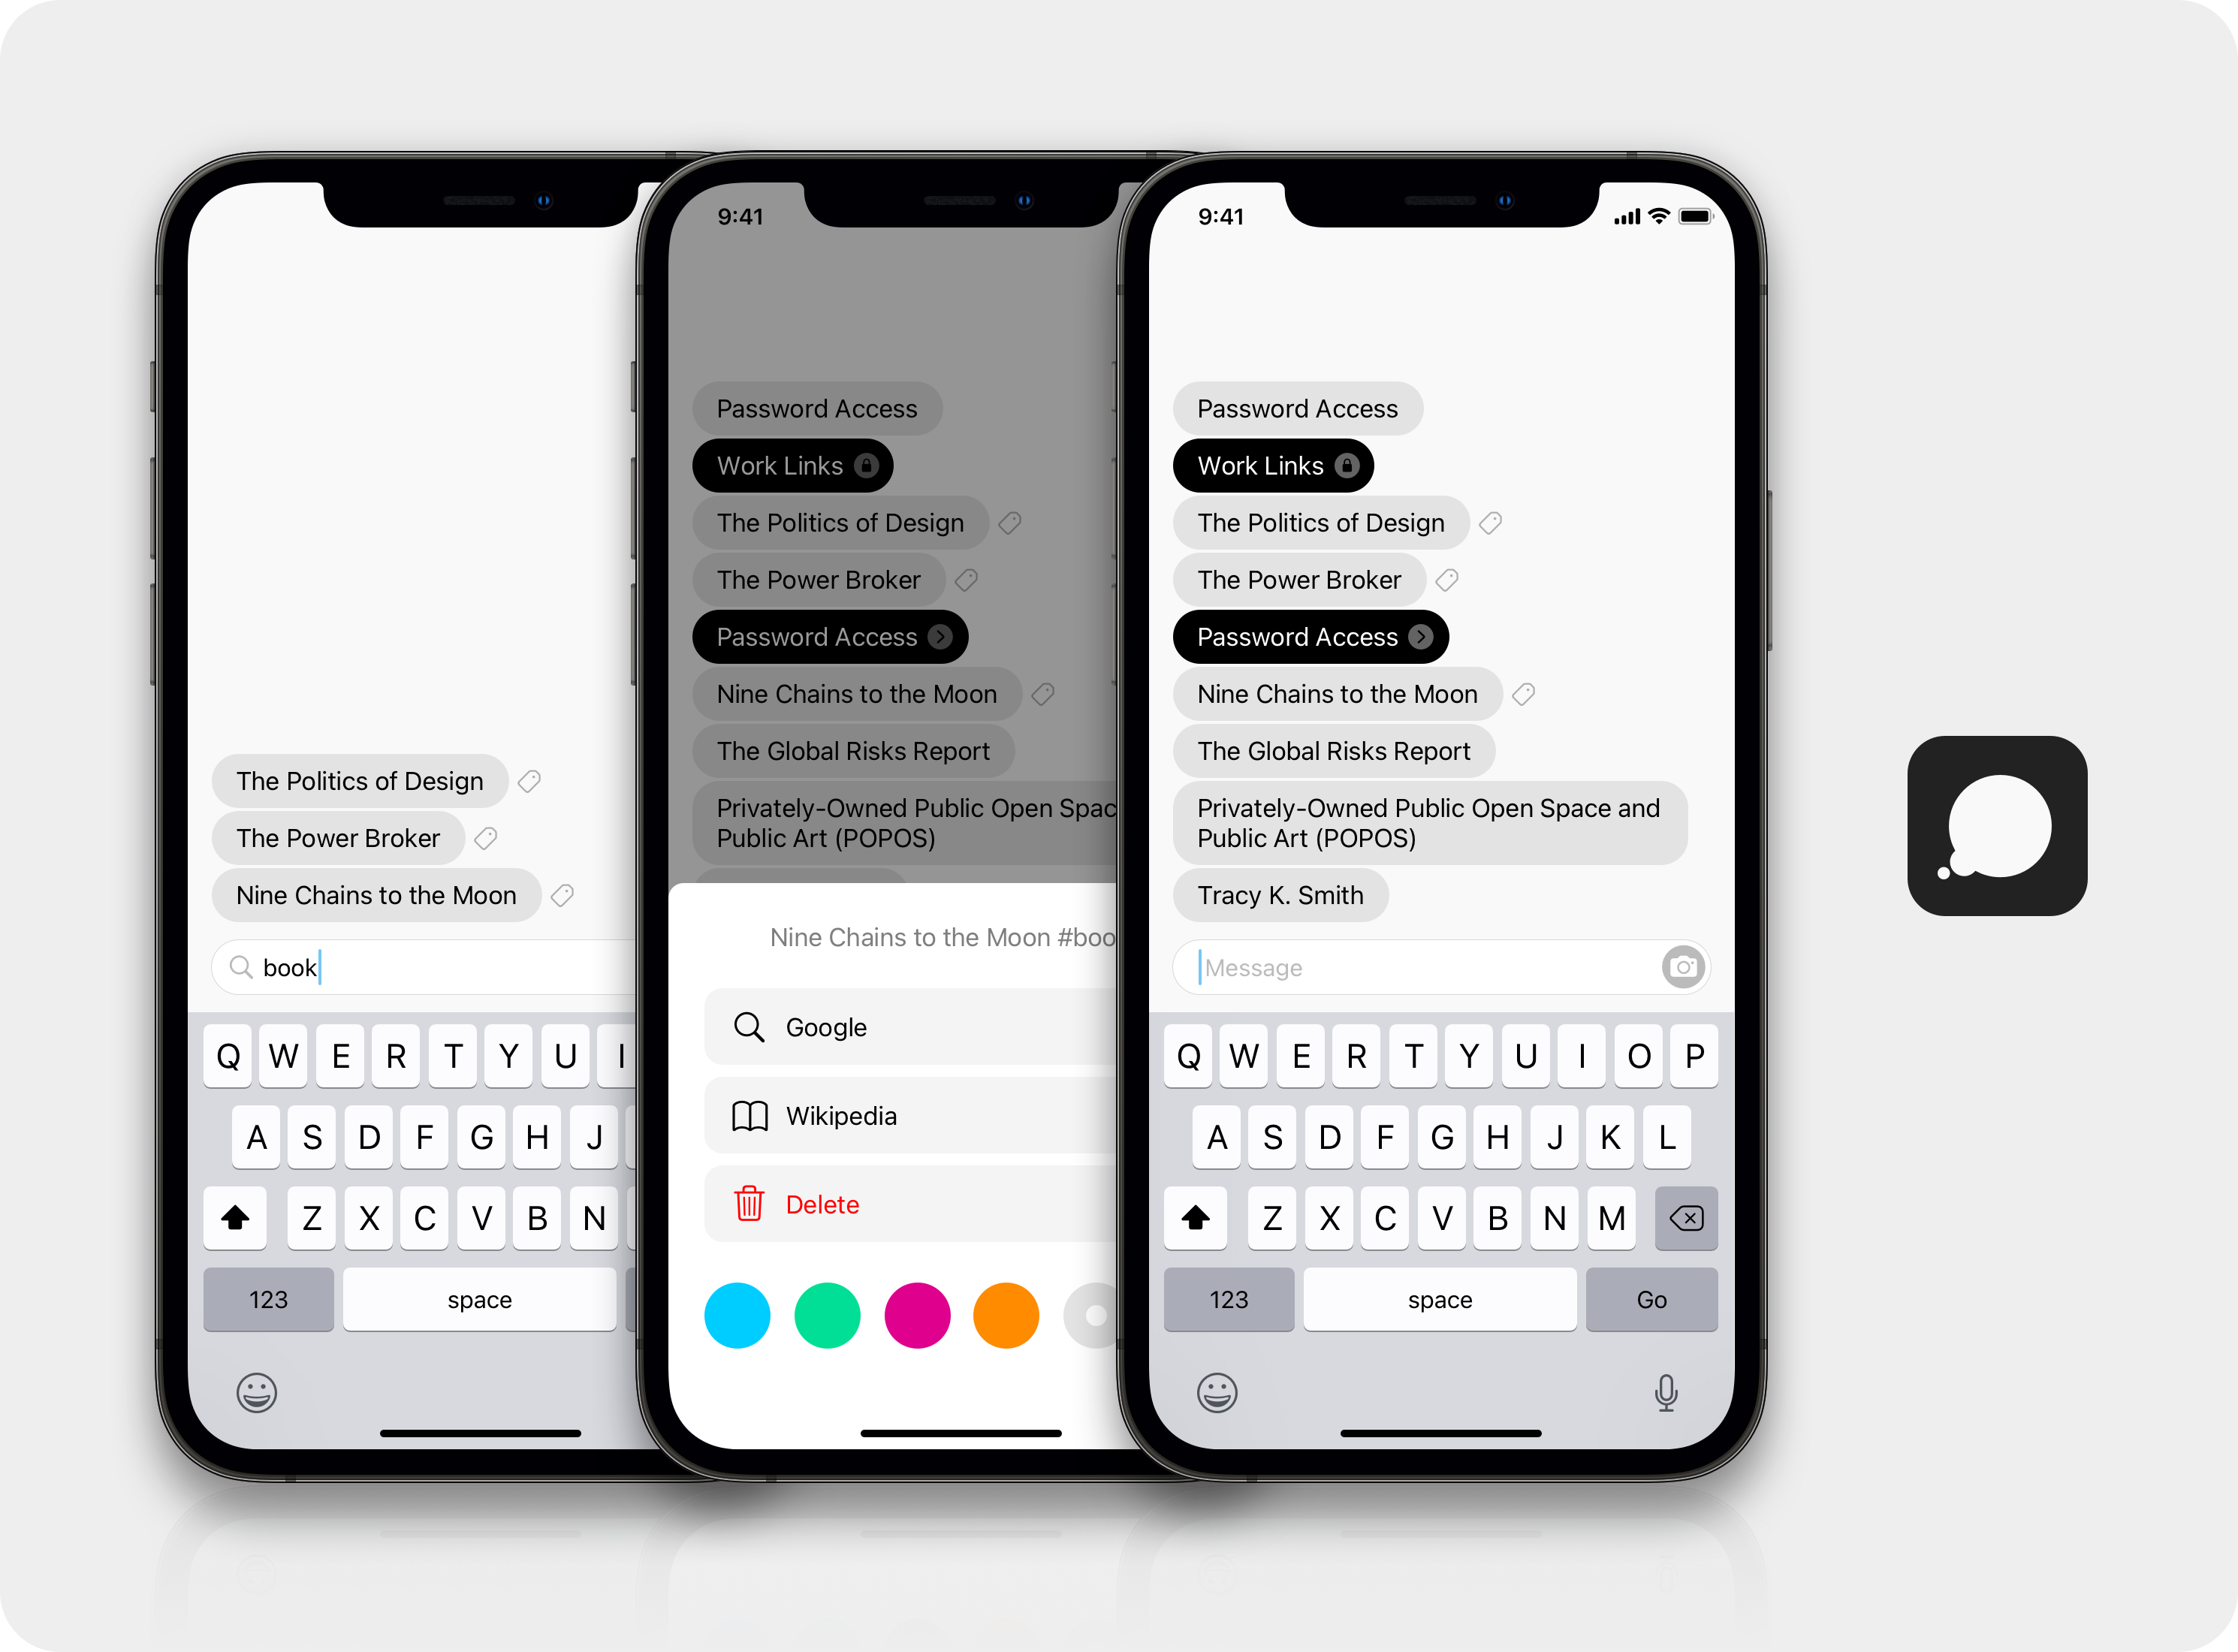 The Politics of Design
The Power Broker
Nine Chains to the Moon
book
Q W E R T Y U I
A S D F G H J
Z X C V B N
123
space
9:41
Password Access
Work Links
The Politics of Design
The Power Broker
Password Access
Nine Chains to the Moon
The Global Risks Report
Privately-Owned Public Open Spac
Public Art (POPOS)
Nine Chains to the Moon #boo
Google
Wikipedia
Delete
9:41
Password Access
Work Links
The Politics of Design
The Power Broker
Password Access
Nine Chains to the Moon
The Global Risks Report
Privately-Owned Public Open Space and
Public Art (POPOS)
Tracy K. Smith
Message
Q W E R T Y U I O P
A S D F G H J K L
Z X C V B N M
123
space
Go